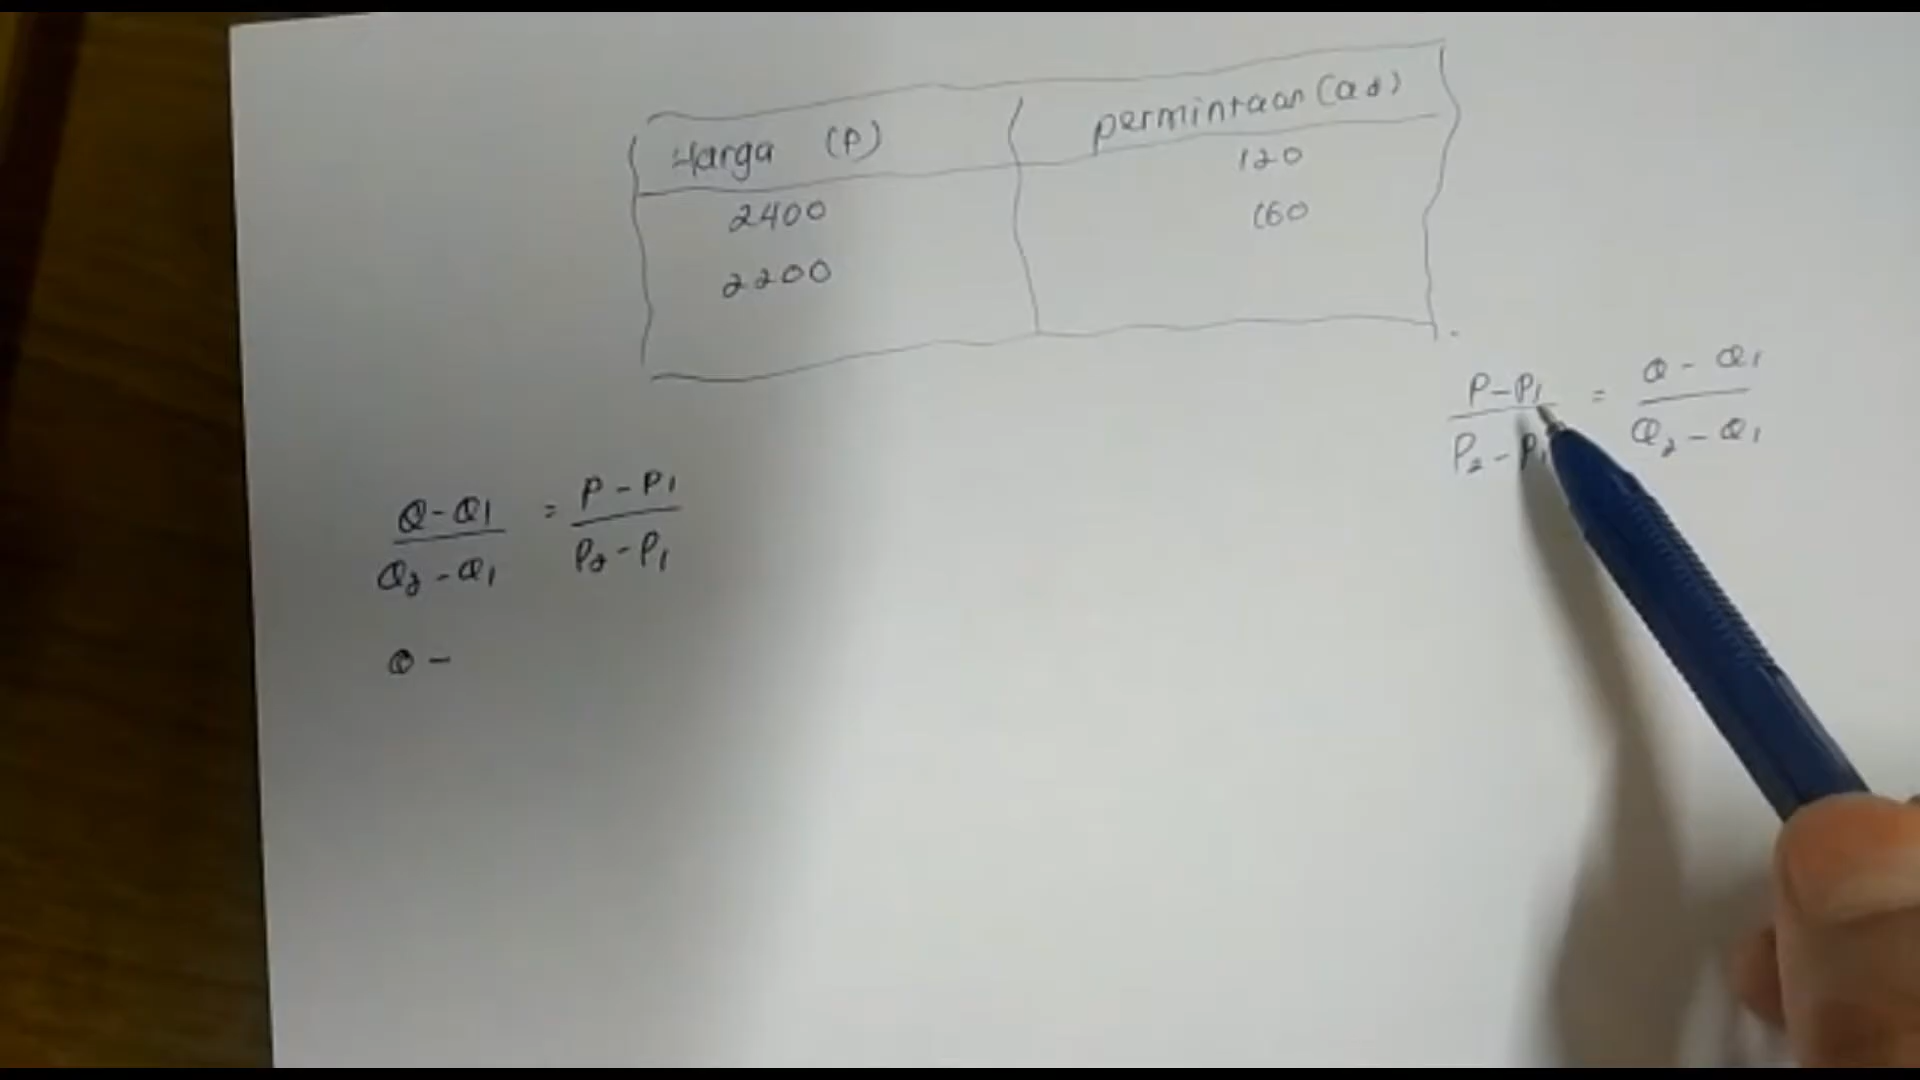 Harga (P) permintaan (Qd)
2400 120
2200 160
P-P1 = Q-Q1
P2-P1 Q2-Q1
Q-Q1 = P-P1
Q2-Q1 P2-P1
Q-